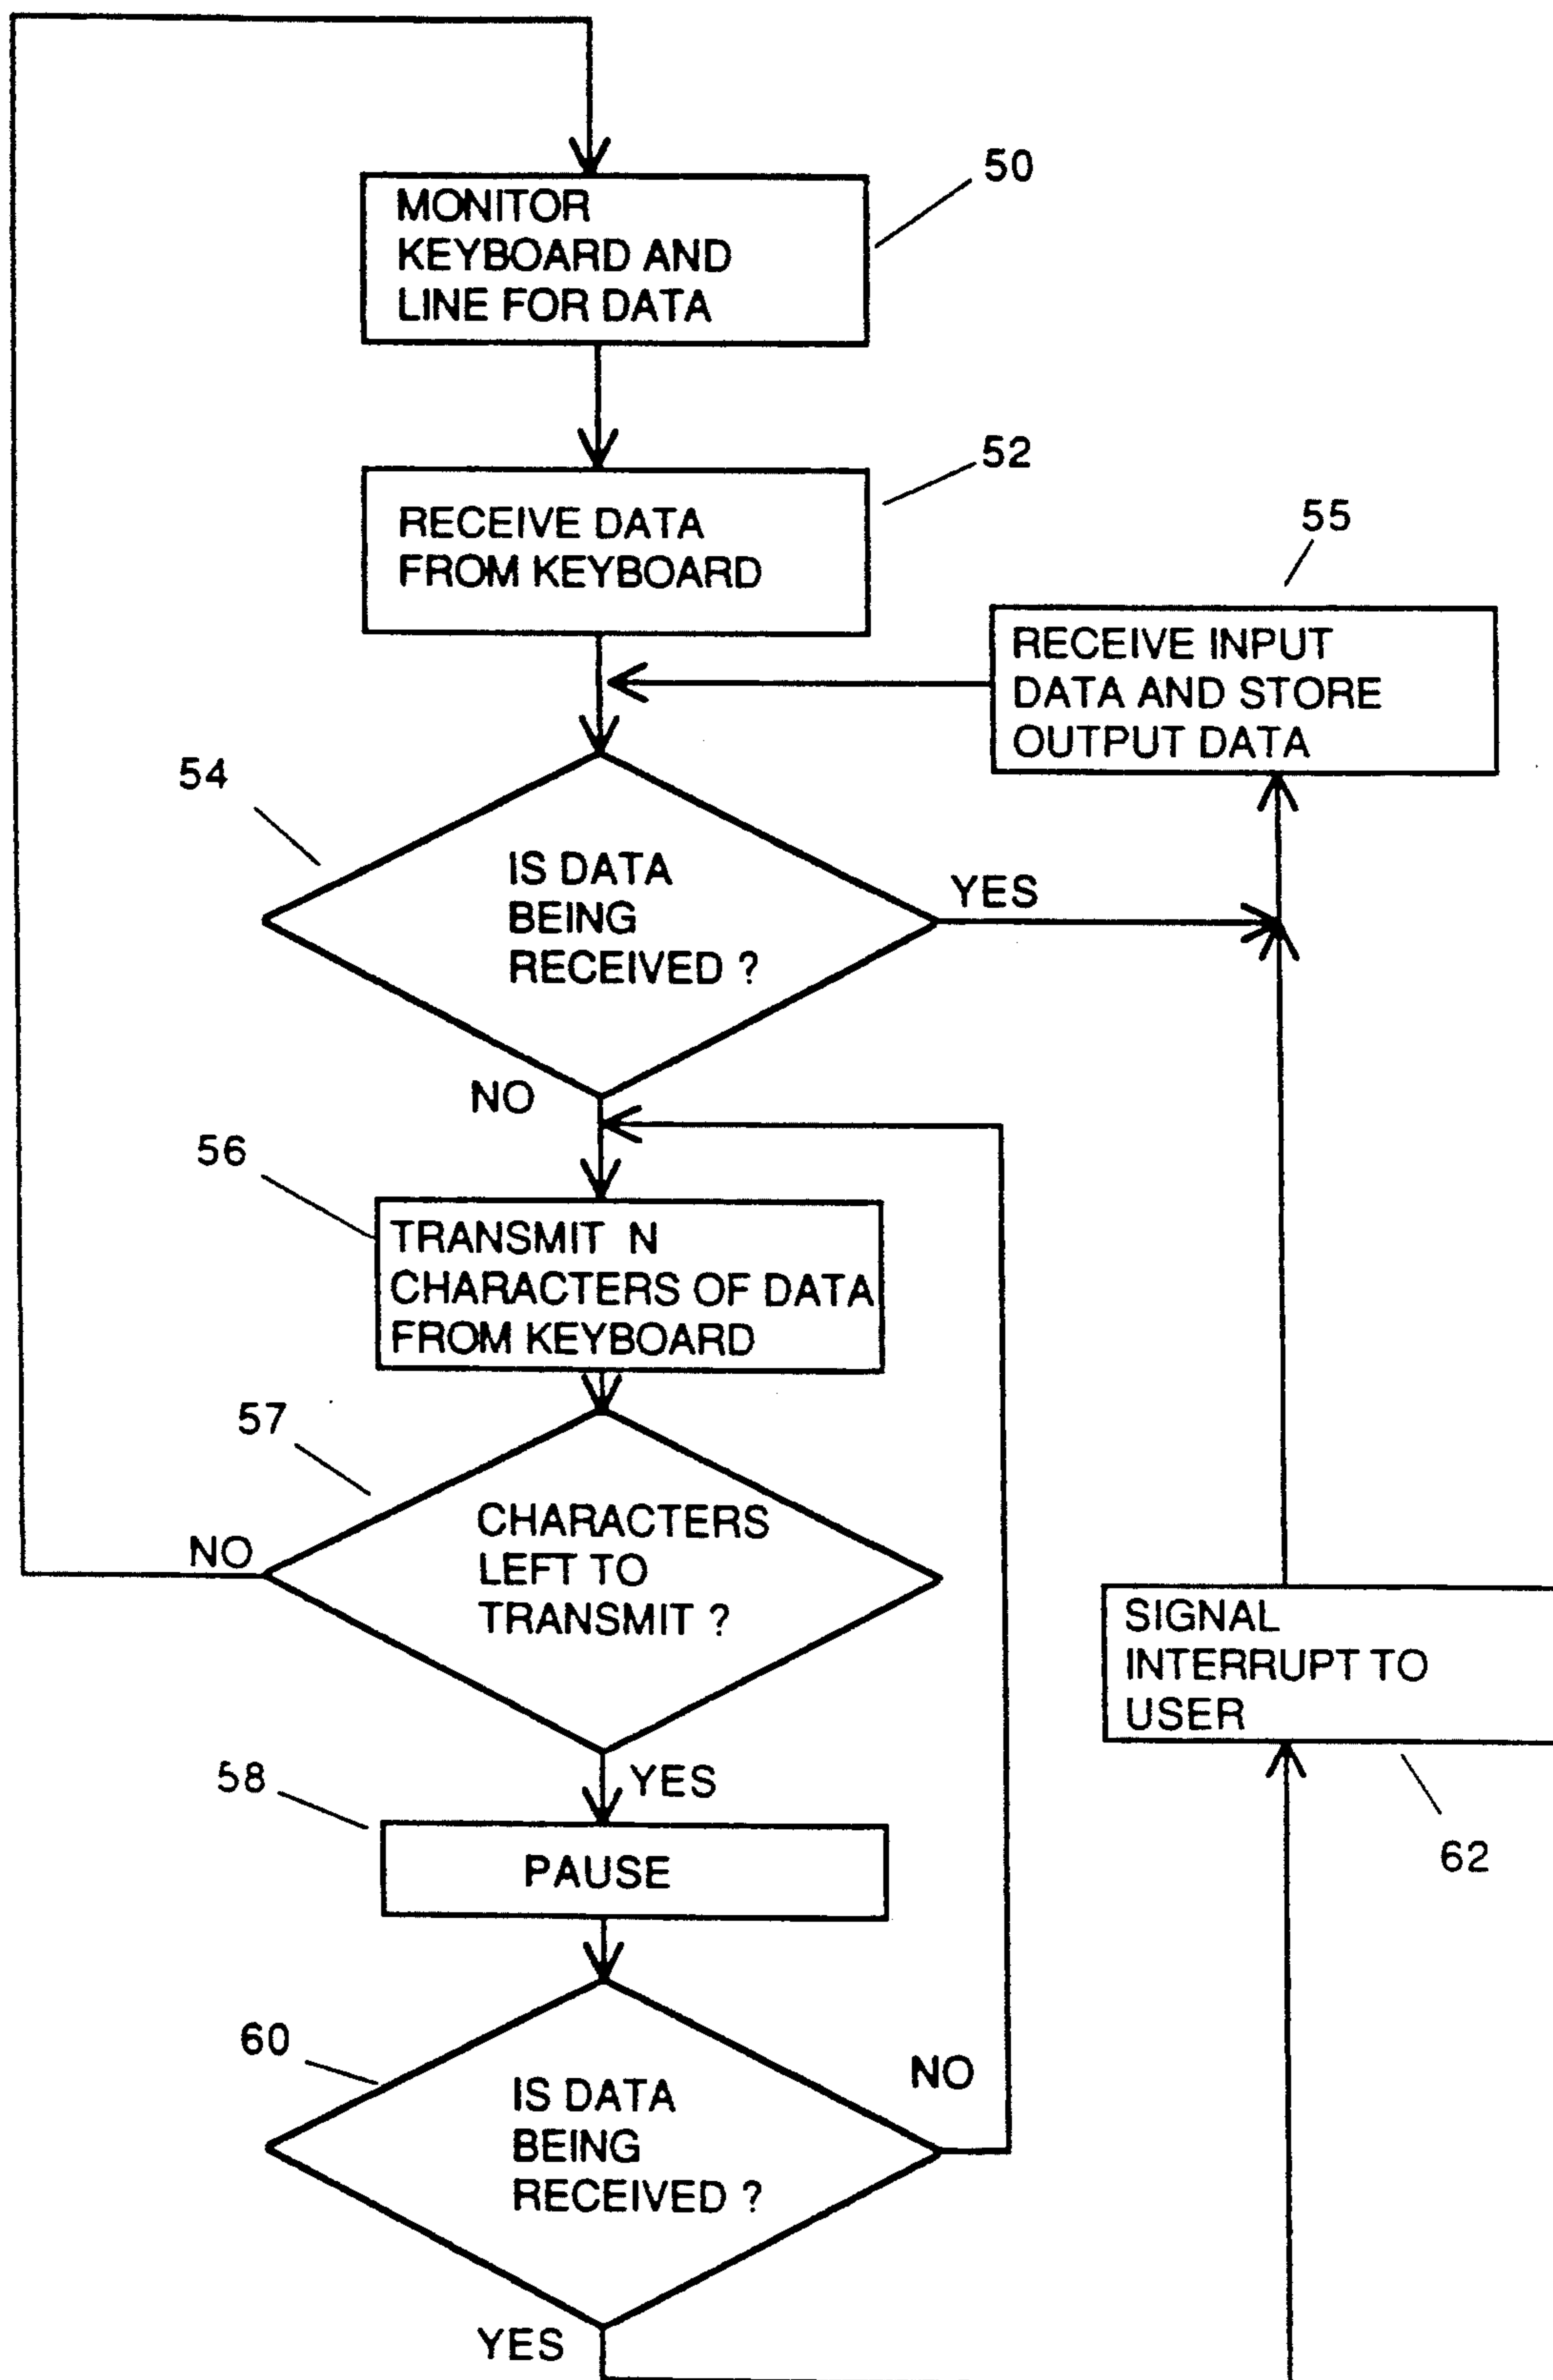 50
MONITOR
KEYBOARD AND
LINE FOR DATA
52
RECEIVE DATA
FROM KEYBOARD
55
RECEIVE INPUT
DATA AND STORE
OUTPUT DATA
54
IS DATA
BEING
RECEIVED ?
YES
NO
56
TRANSMIT N
CHARACTERS OF DATA
FROM KEYBOARD
57
CHARACTERS
LEFT TO
TRANSMIT ?
NO
YES
SIGNAL
INTERRUPT TO
USER
62
58
PAUSE
60
IS DATA
BEING
RECEIVED ?
NO
YES